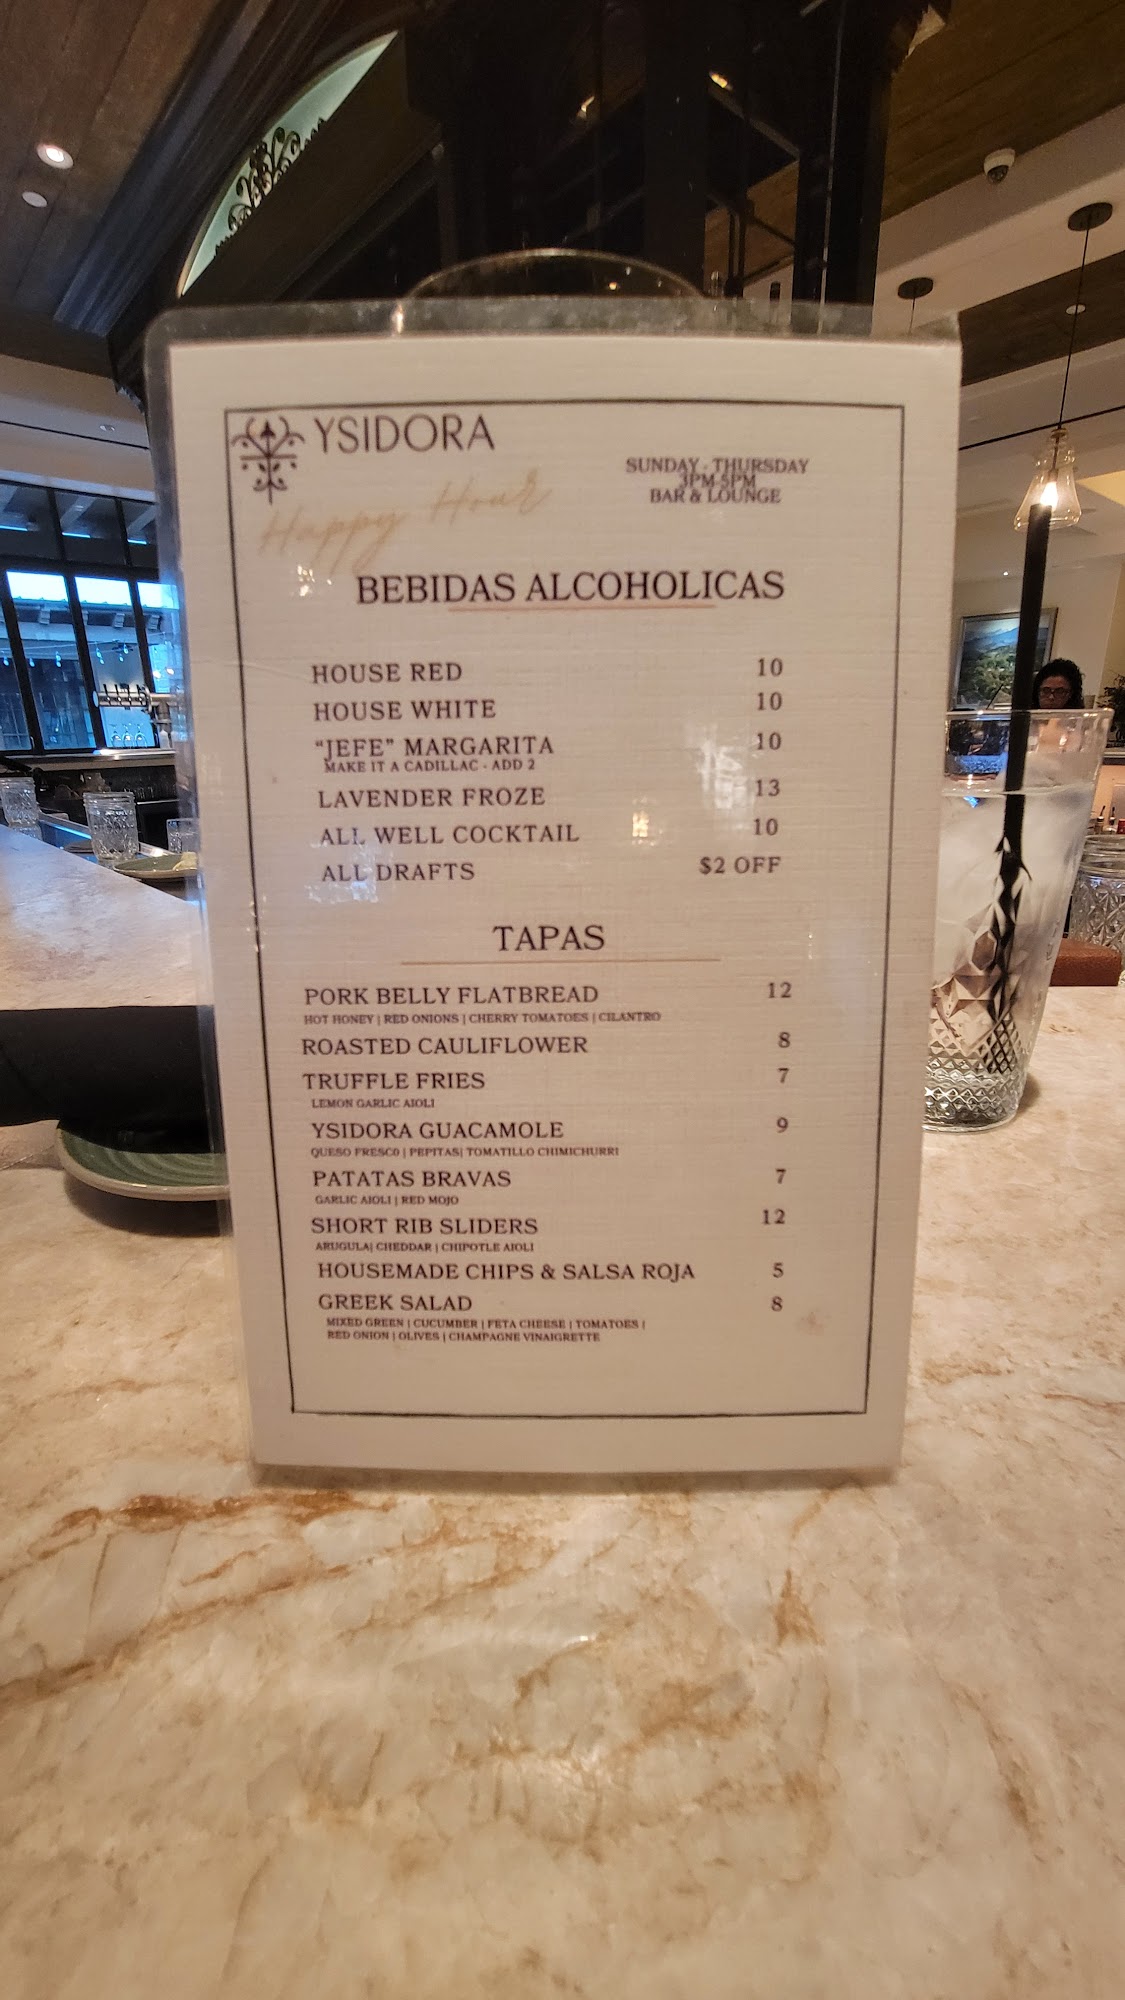 YSIDORA
Happy Hour
SUNDAY - THURSDAY
3PM-5PM
BAR & LOUNGE
BEBIDAS ALCOHOLICAS
HOUSE RED 10
HOUSE WHITE 10
"JEFE" MARGARITA 10
MAKE IT A CADILLAC - ADD 2
LAVENDER FROZE 13
ALL WELL COCKTAIL 10
ALL DRAFTS $2 OFF
TAPAS
PORK BELLY FLATBREAD 12
HOT HONEY | RED ONIONS | CHERRY TOMATOES | CILANTRO
ROASTED CAULIFLOWER 8
TRUFFLE FRIES 7
LEMON GARLIC AIOLI
YSIDORA GUACAMOLE 9
QUESO FRESCO | PEPITAS| TOMATILLO CHIMICHURRI
PATATAS BRAVAS 7
GARLIC AIOLI | RED MOJO
SHORT RIB SLIDERS 12
ARUGULA| CHEDDAR | CHIPOTLE AIOLI
HOUSEMADE CHIPS & SALSA ROJA 5
GREEK SALAD 8
MIXED GREEN | CUCUMBER | FETA CHEESE | TOMATOES |
RED ONION | OLIVES | CHAMPAGNE VINAIGRETTE